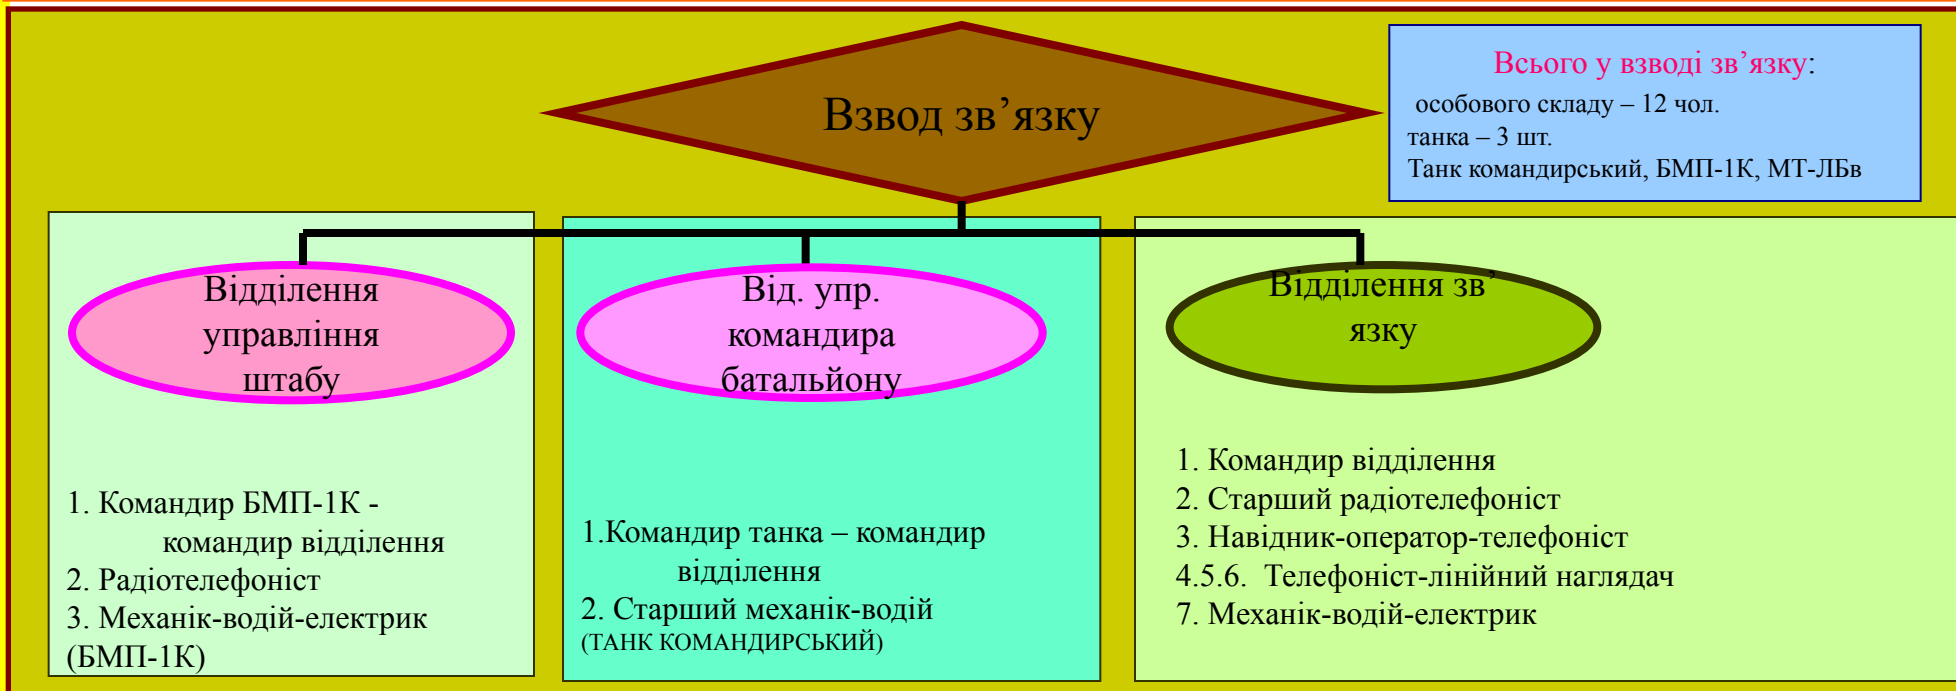 Взвод зв’язку
Всього у взводі зв’язку:
особового складу – 12 чол.
танка – 3 шт.
Танк командирський, БМП-1К, МТ-ЛБв
Відділення
управління
штабу
1. Командир БМП-1К -
командир відділення
2. Радіотелефоніст
3. Механік-водій-електрик
(БМП-1К)
Від. упр.
командира
батальйону
1.Командир танка – командир
відділення
2. Старший механік-водій
(ТАНК КОМАНДИРСЬКИЙ)
Відділення зв’
язку
1. Командир відділення
2. Старший радіотелефоніст
3. Навідник-оператор-телефоніст
4.5.6. Телефоніст-лінійний наглядач
7. Механік-водій-електрик